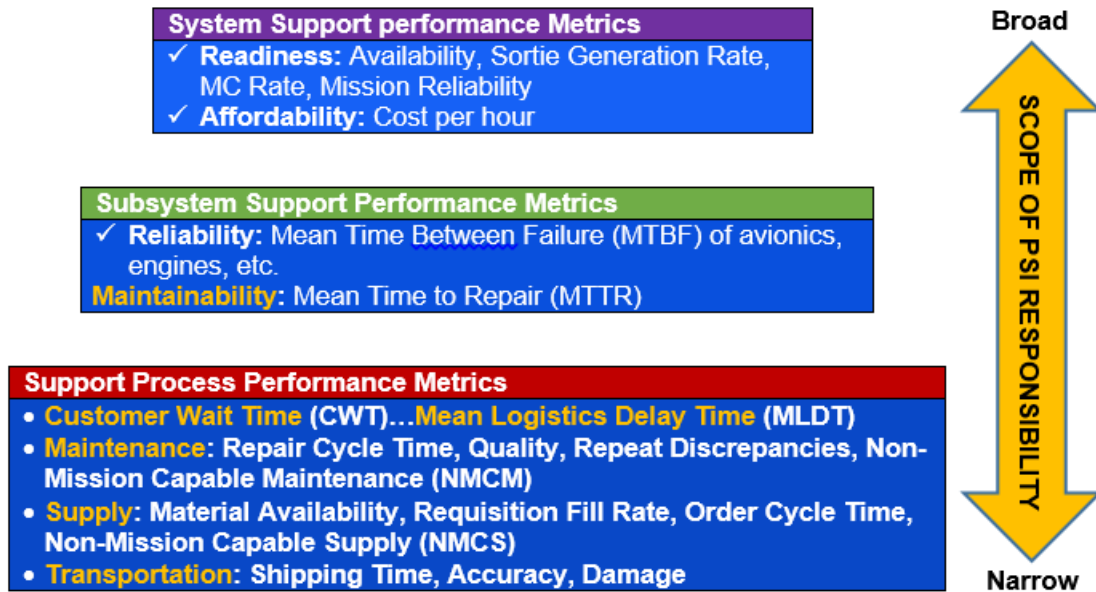 System Support performance Metrics
✓ Readiness: Availability, Sortie Generation Rate,
MC Rate, Mission Reliability
✓ Affordability: Cost per hour
Subsystem Support Performance Metrics
✓ Reliability: Mean Time Between Failure (MTBF) of avionics,
engines, etc.
Maintainability: Mean Time to Repair (MTTR)
Support Process Performance Metrics
• Customer Wait Time (CWT)...Mean Logistics Delay Time (MLDT)
• Maintenance: Repair Cycle Time, Quality, Repeat Discrepancies, Non-
Mission Capable Maintenance (NMCM)
• Supply: Material Availability, Requisition Fill Rate, Order Cycle Time,
Non-Mission Capable Supply (NMCS)
• Transportation: Shipping Time, Accuracy, Damage
Broad
SCOPE OF PSI RESPONSIBILITY
Narrow